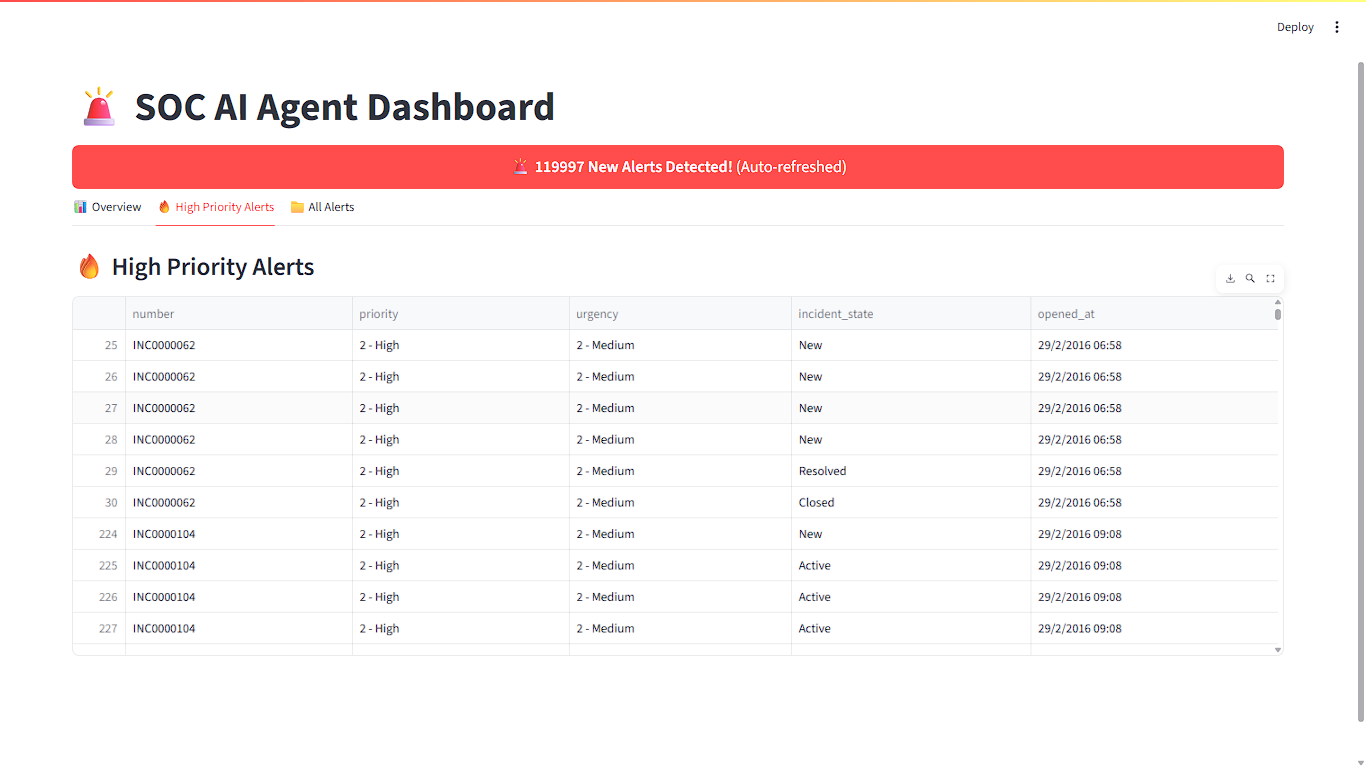 Deploy
SOC AI Agent Dashboard
119997 New Alerts Detected! (Auto-refreshed)
Overview High Priority Alerts All Alerts
High Priority Alerts
number priority urgency incident_state opened_at
25 INC0000062 2 - High 2 - Medium New 29/2/2016 06:58
26 INC0000062 2 - High 2 - Medium New 29/2/2016 06:58
27 INC0000062 2 - High 2 - Medium New 29/2/2016 06:58
28 INC0000062 2 - High 2 - Medium New 29/2/2016 06:58
29 INC0000062 2 - High 2 - Medium Resolved 29/2/2016 06:58
30 INC0000062 2 - High 2 - Medium Closed 29/2/2016 06:58
224 INC0000104 2 - High 2 - Medium New 29/2/2016 09:08
225 INC0000104 2 - High 2 - Medium Active 29/2/2016 09:08
226 INC0000104 2 - High 2 - Medium Active 29/2/2016 09:08
227 INC0000104 2 - High 2 - Medium Active 29/2/2016 09:08